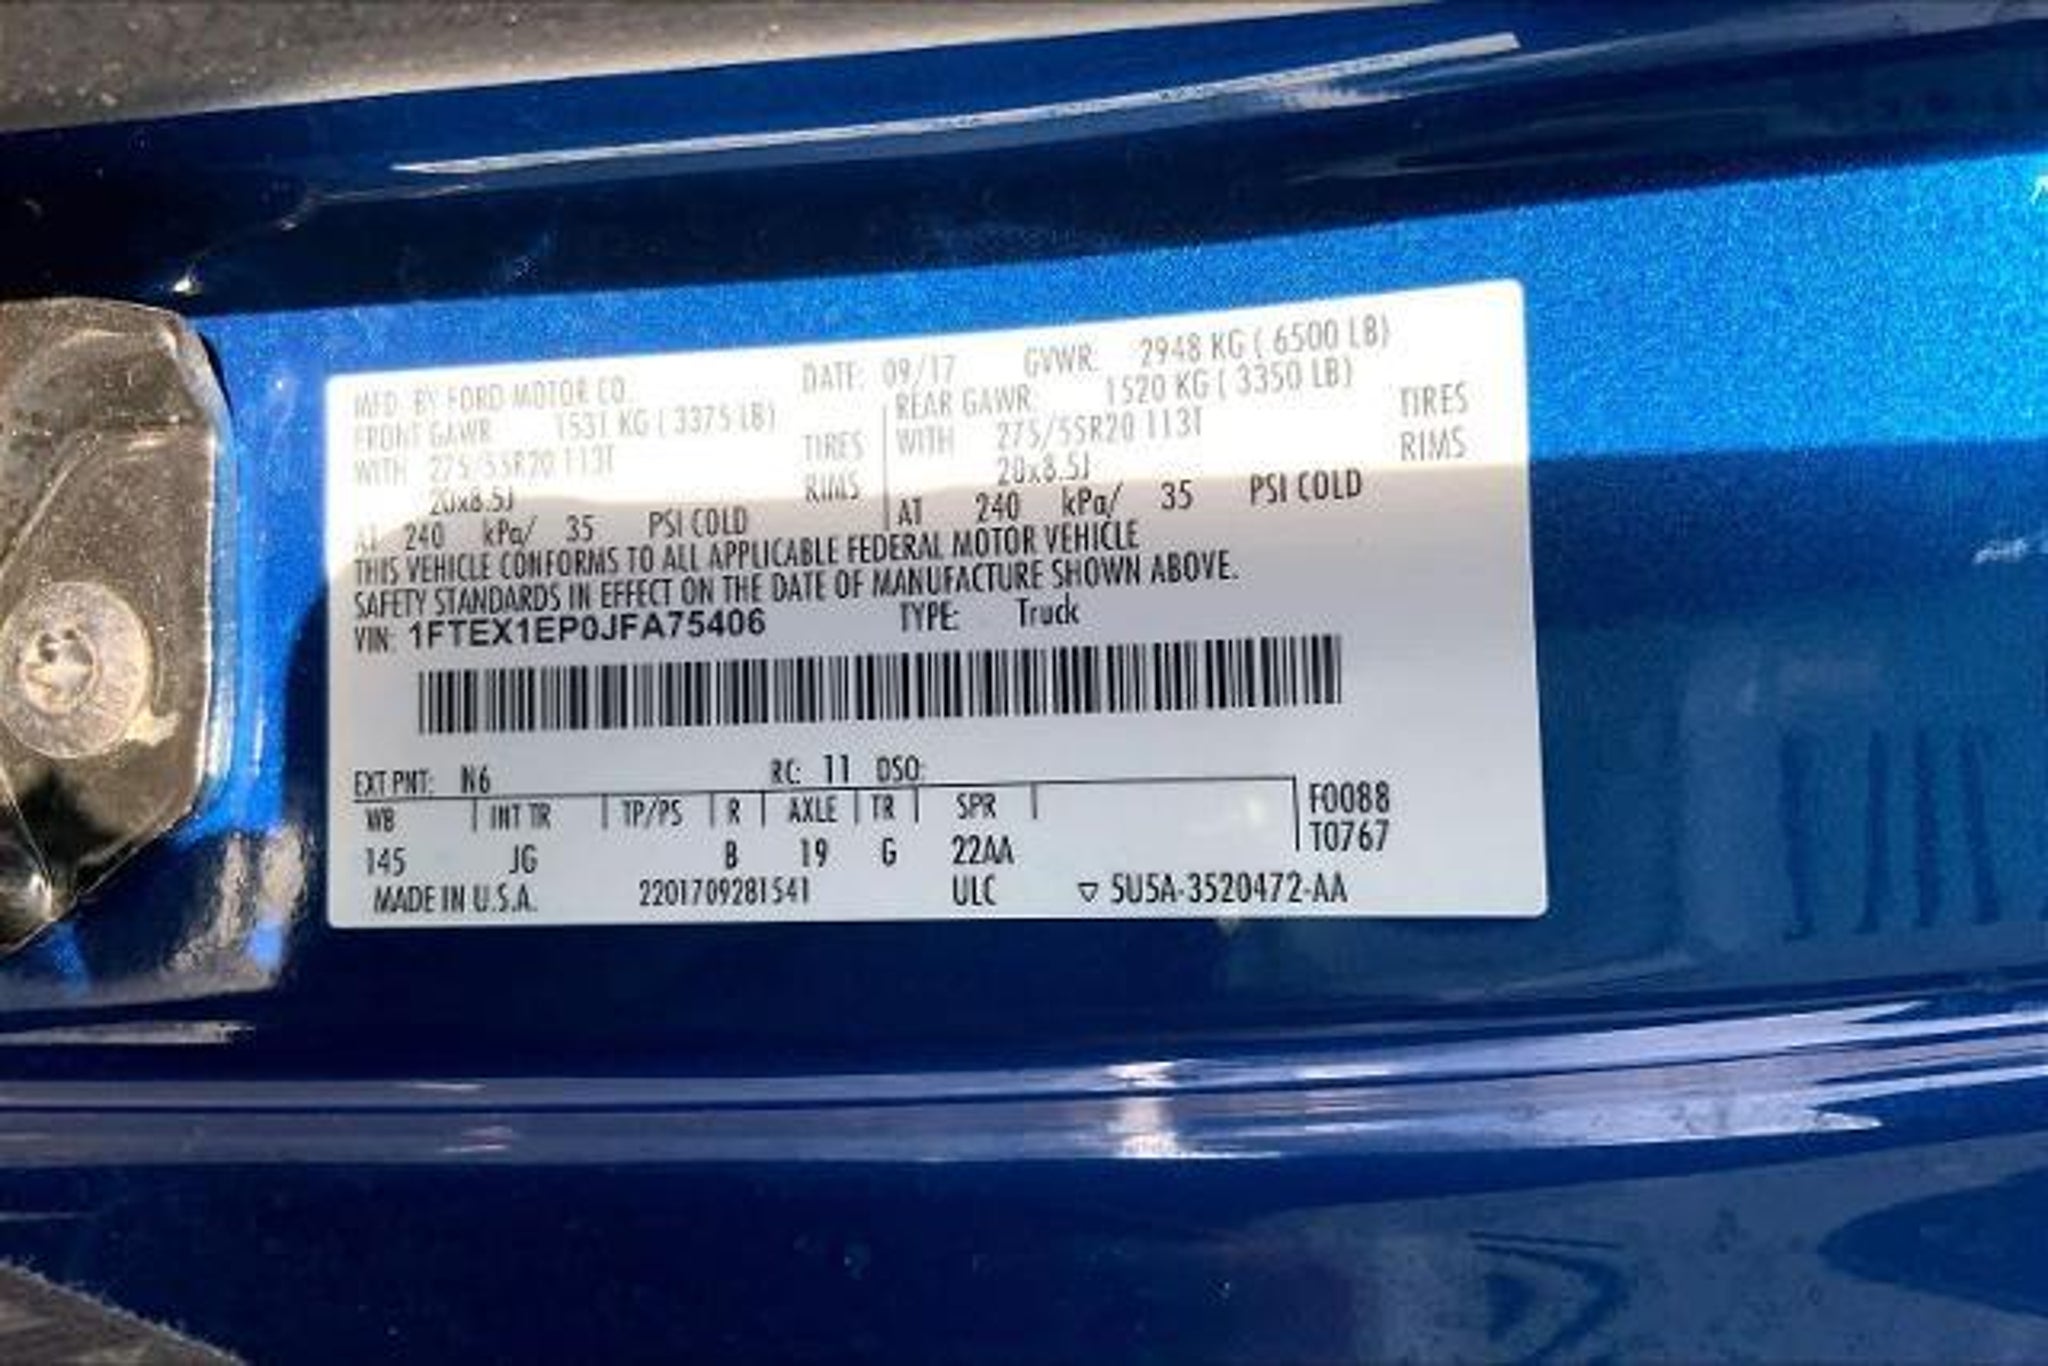 MFD. BY FORD MOTOR CO. DATE: 09/17 GVWR: 2948 KG ( 6500 LB)
FRONT GAWR: 1531 KG ( 3375 LB) REAR GAWR: 1520 KG ( 3350 LB)
WITH 275/55R20 113T TIRES WITH 275/55R20 113T TIRES
20x8.5J RIMS 20x8.5J RIMS
AT 240 kPa/ 35 PSI COLD AT 240 kPa/ 35 PSI COLD
THIS VEHICLE CONFORMS TO ALL APPLICABLE FEDERAL MOTOR VEHICLE
SAFETY STANDARDS IN EFFECT ON THE DATE OF MANUFACTURE SHOWN ABOVE.
VIN: 1FTEX1EP0JFA75406 TYPE: Truck
EXT PNT: N6 RC: 11 DSO:
WB INT TR TP/PS R AXLE TR SPR F0088
T0767
145 JG B 19 G 22AA
MADE IN U.S.A. 2201709281541 ULC ▽ 5U5A-3520472-AA